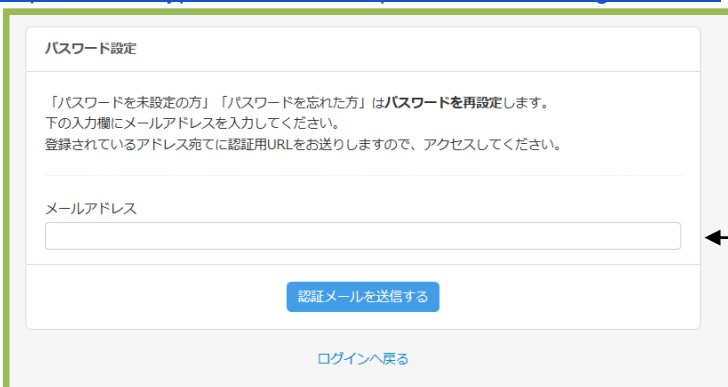 パスワード設定
「パスワードを未設定の方」「パスワードを忘れた方」はパスワードを再設定します。
下の入力欄にメールアドレスを入力してください。
登録されているアドレス宛てに認証用URLをお送りしますので、アクセスしてください。
メールアドレス
認証メールを送信する
ログインへ戻る